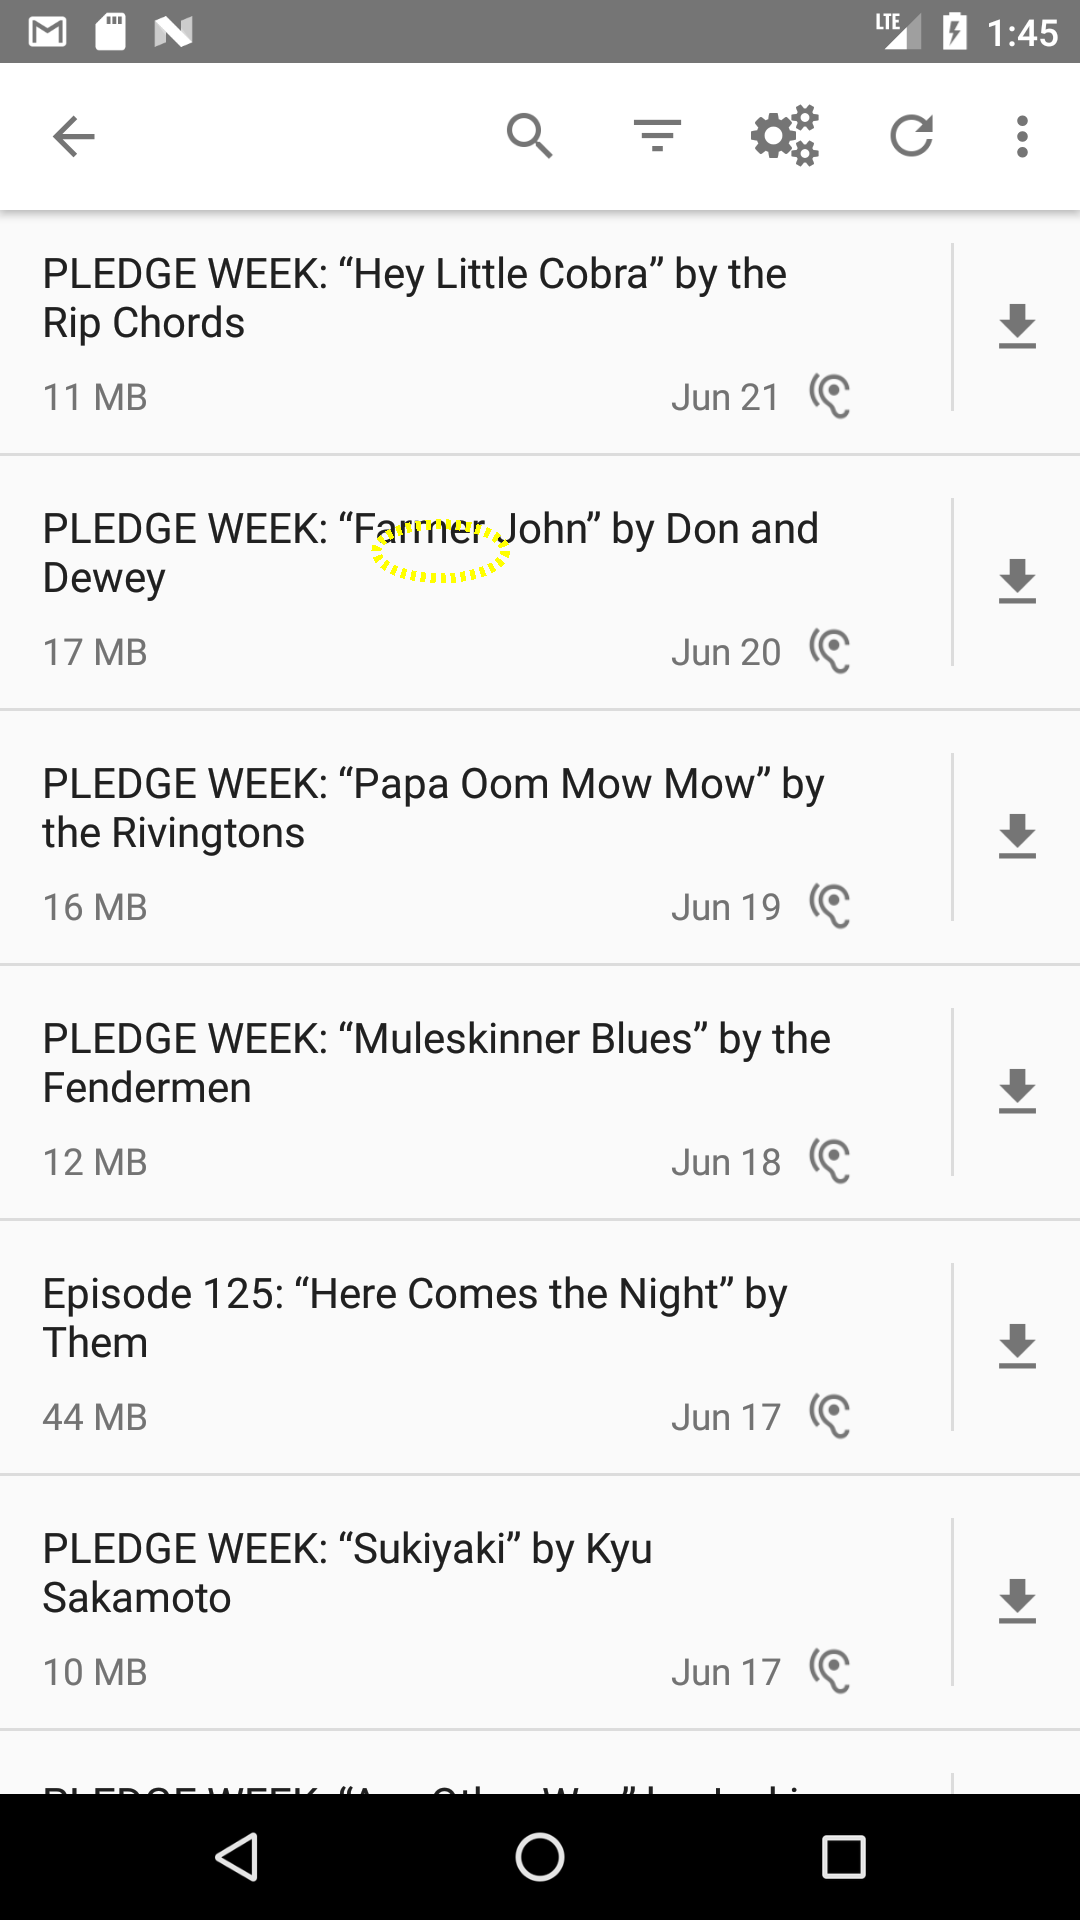 LTE 1:45
PLEDGE WEEK: “Hey Little Cobra” by the
Rip Chords
11 MB Jun 21
PLEDGE WEEK: “Farmer John” by Don and
Dewey
17 MB Jun 20
PLEDGE WEEK: “Papa Oom Mow Mow” by
the Rivingtons
16 MB Jun 19
PLEDGE WEEK: “Muleskinner Blues” by the
Fendermen
12 MB Jun 18
Episode 125: “Here Comes the Night” by
Them
44 MB Jun 17
PLEDGE WEEK: “Sukiyaki” by Kyu
Sakamoto
10 MB Jun 17
PLEDGE WEEK: